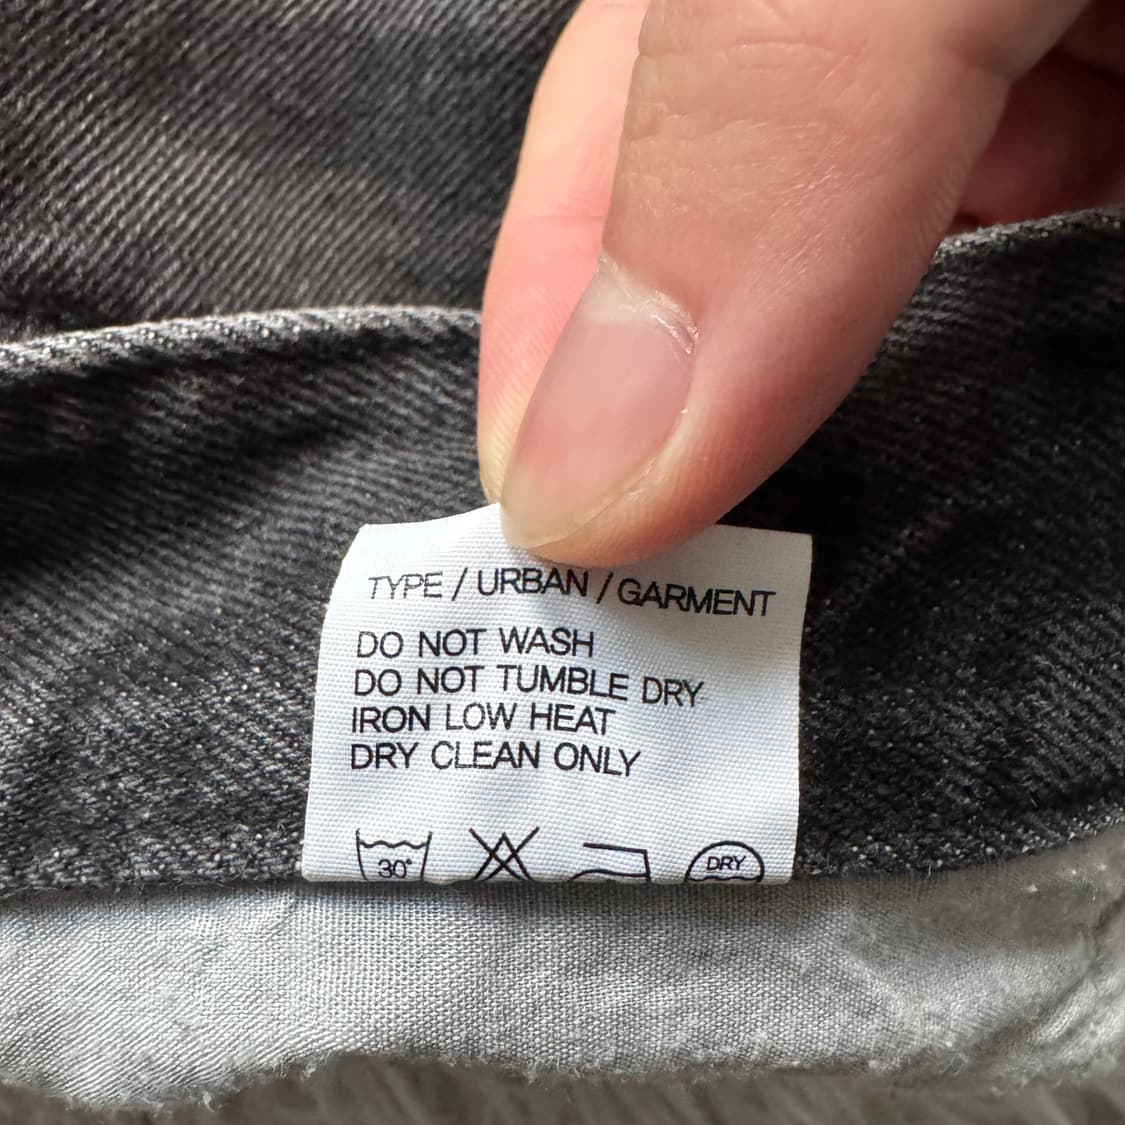 TYPE / URBAN / GARMENT
DO NOT WASH
DO NOT TUMBLE DRY
IRON LOW HEAT
DRY CLEAN ONLY
30° DRY